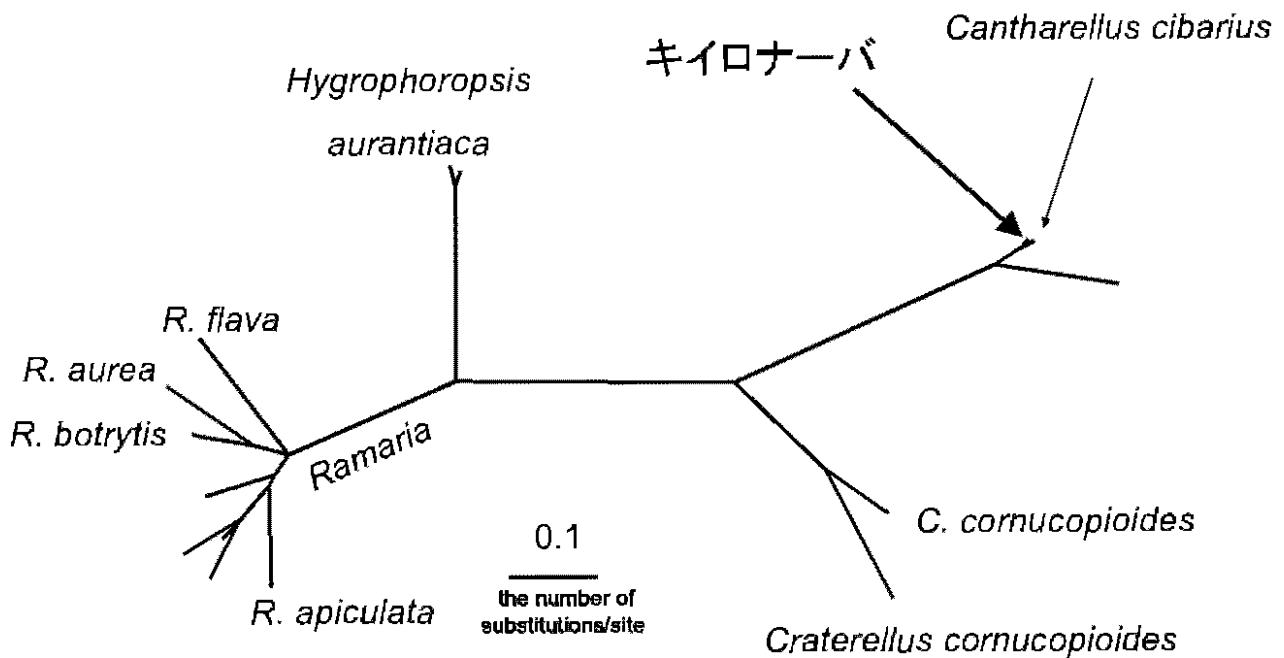 Cantharellus cibarius
キイロナーバ
Hygrophoropsis
aurantiaca
R. flava
R. aurea
R. botrytis
Ramaria
C. cornucopioides
0.1
the number of
substitutions/site
R. apiculata
Craterellus cornucopioides